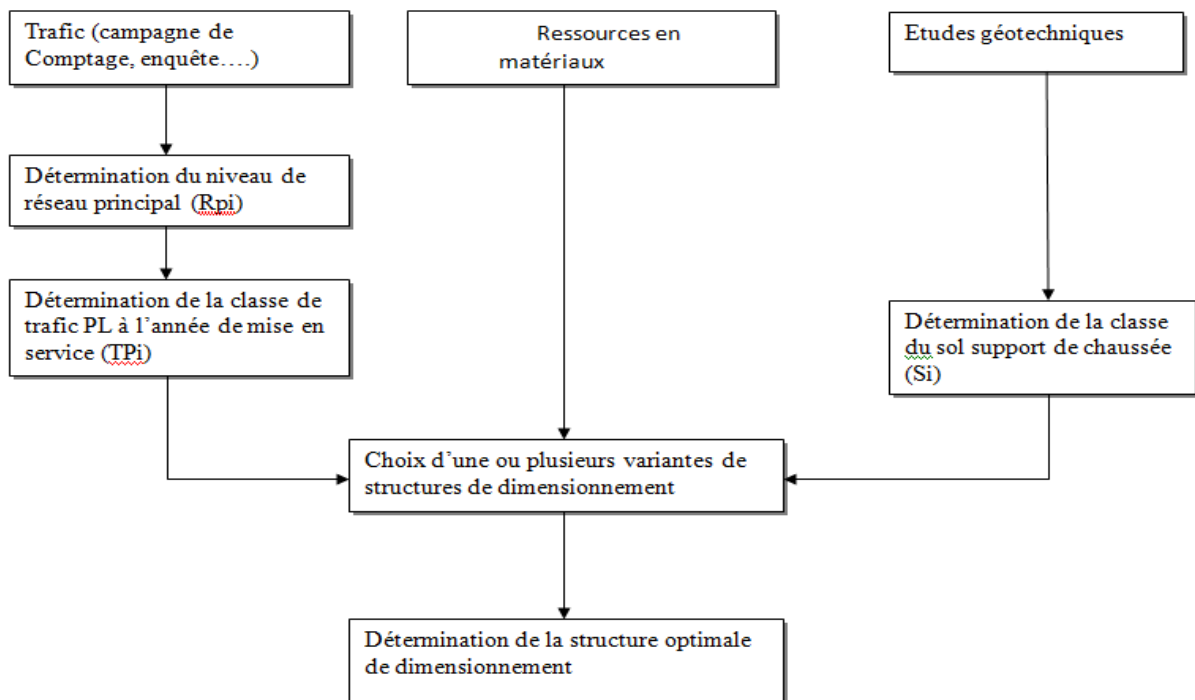 Trafic (campagne de
Comptage, enquête….)
Ressources en
matériaux
Etudes géotechniques
Détermination du niveau de
réseau principal (Rpi)
Détermination de la classe de
trafic PL à l’année de mise en
service (TPi)
Détermination de la classe
du sol support de chaussée
(Si)
Choix d’une ou plusieurs variantes de
structures de dimensionnement
Détermination de la structure optimale
de dimensionnement